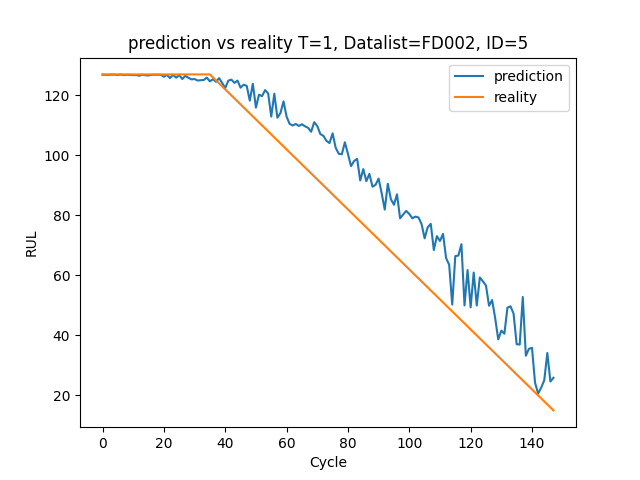 prediction vs reality T=1, Datalist=FD002, ID=5
prediction
reality
RUL
120
100
80
60
40
20
0 20 40 60 80 100 120 140
Cycle